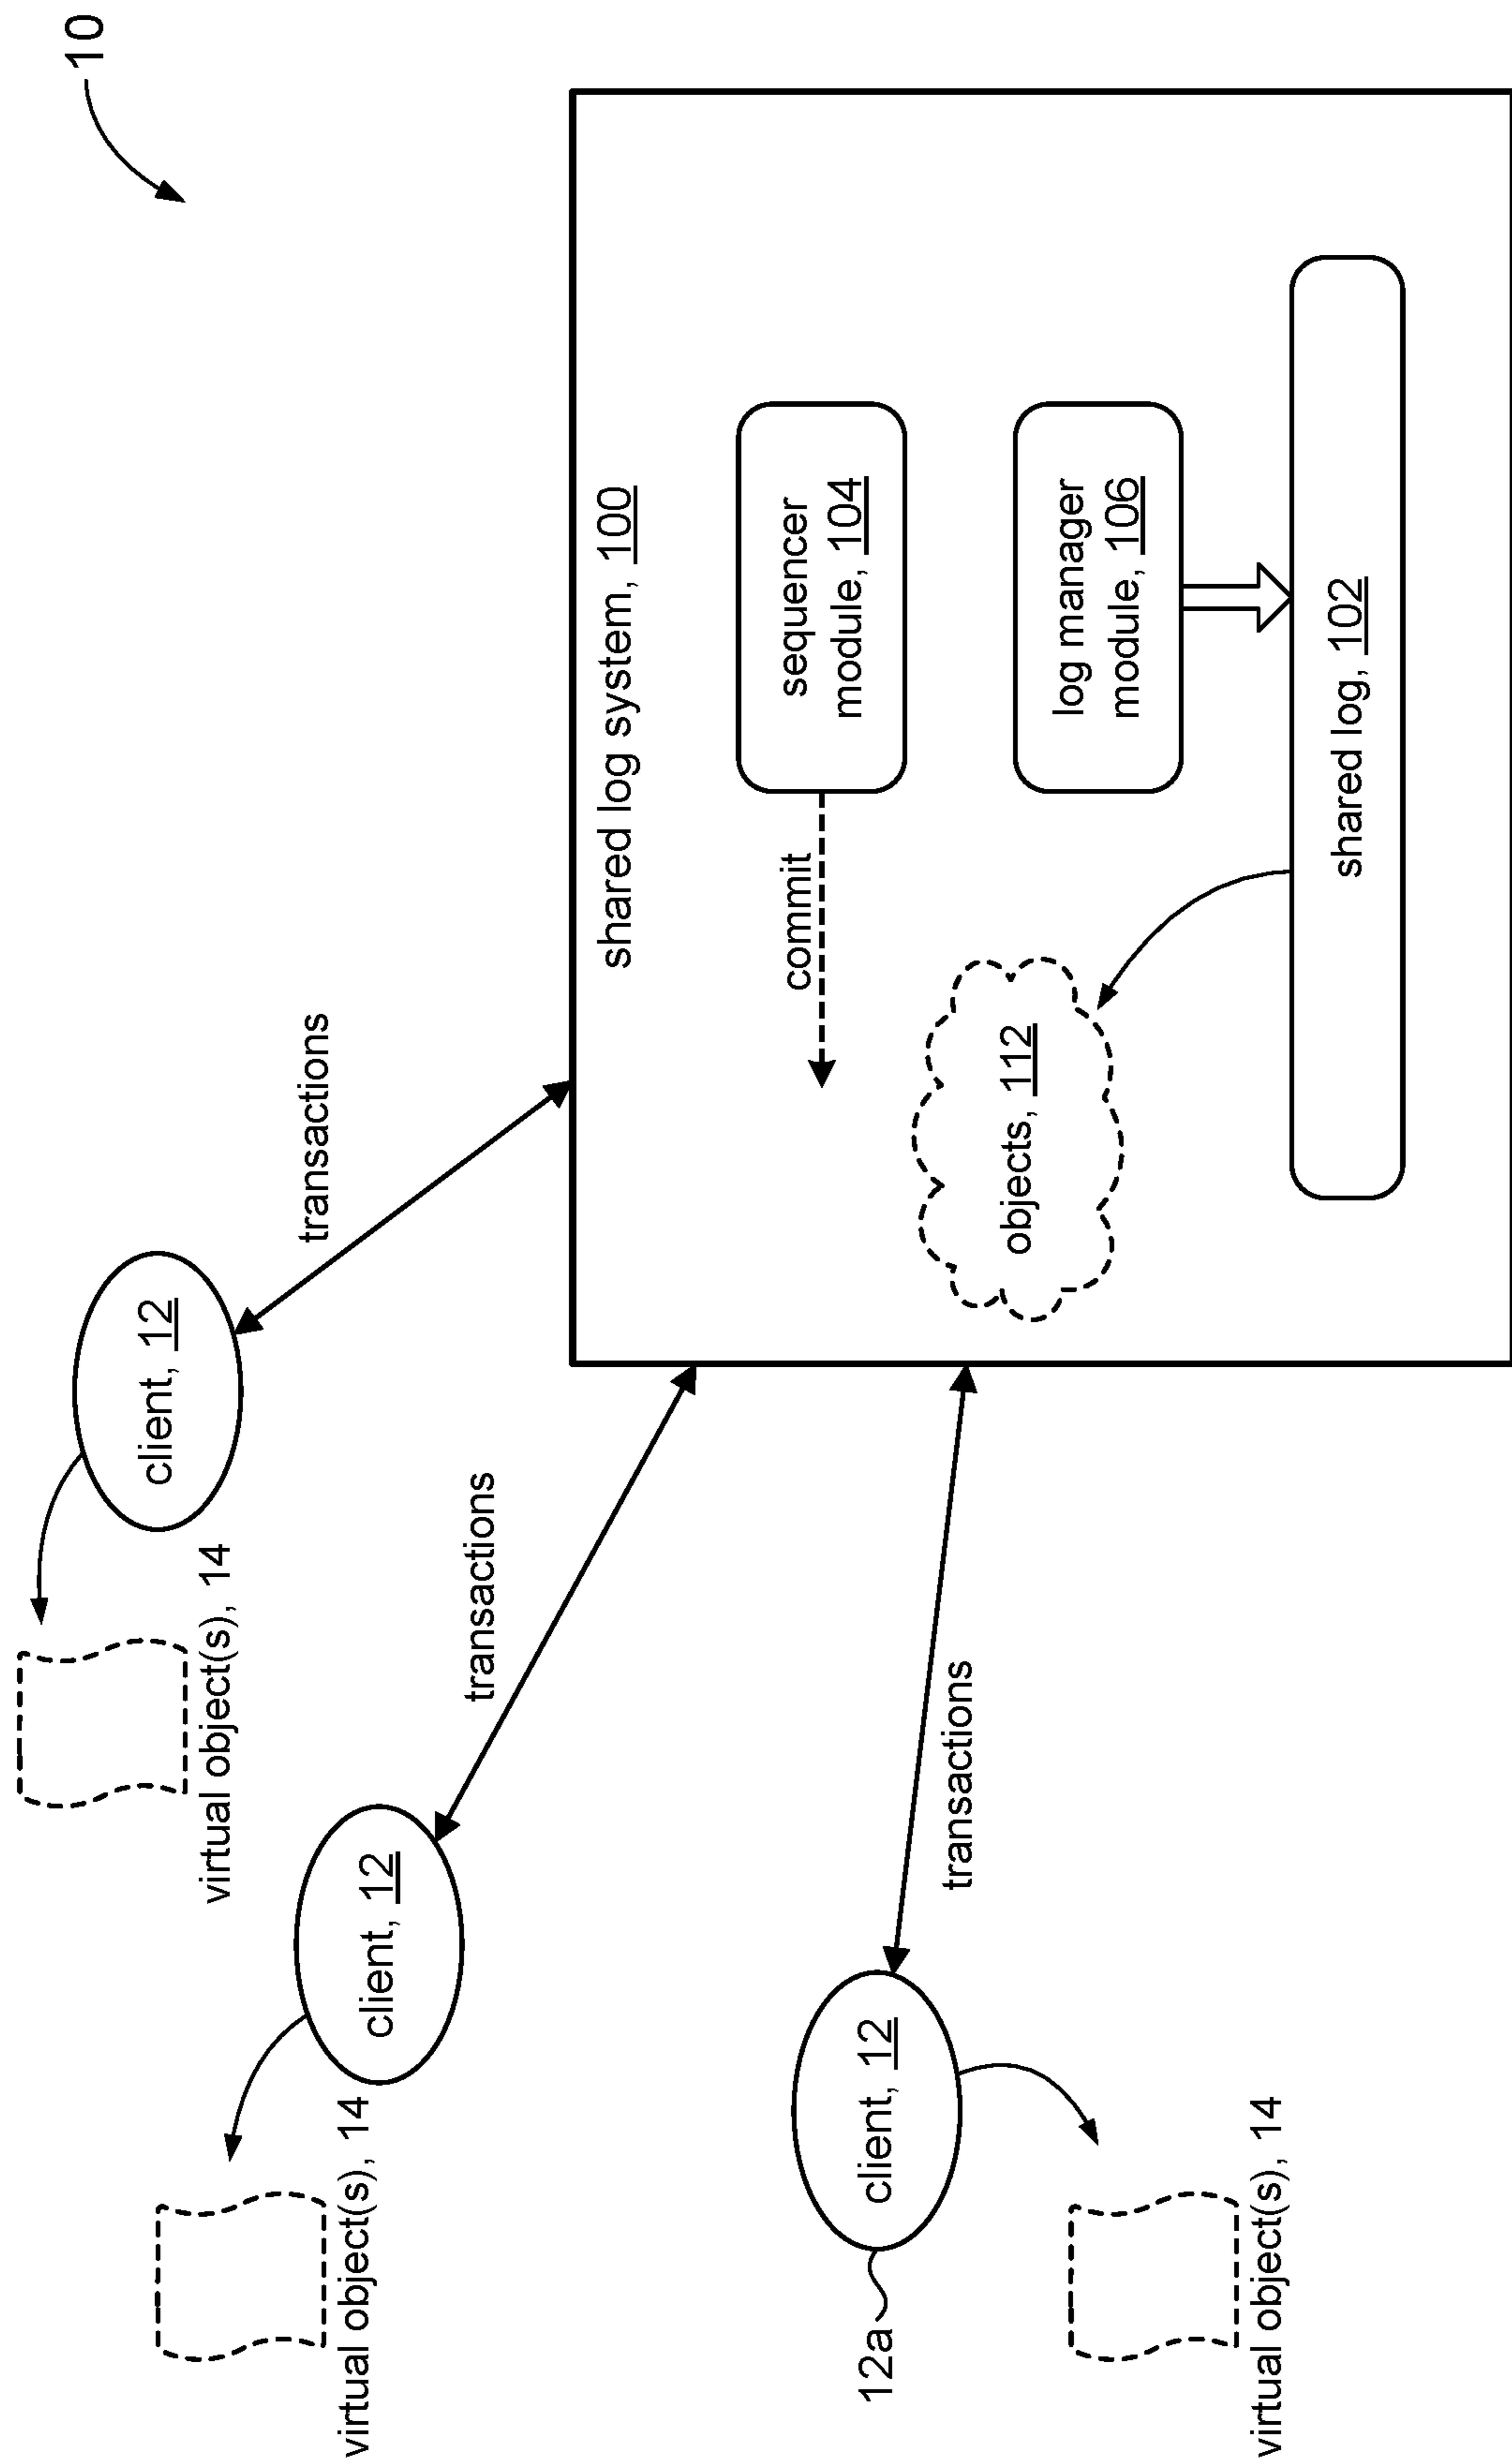 10
client, 12
virtual object(s), 14
transactions
client, 12
virtual object(s), 14
transactions
shared log system, 100
commit
sequencer
module, 104
12a
client, 12
transactions
objects, 112
log manager
module, 106
virtual object(s), 14
shared log, 102